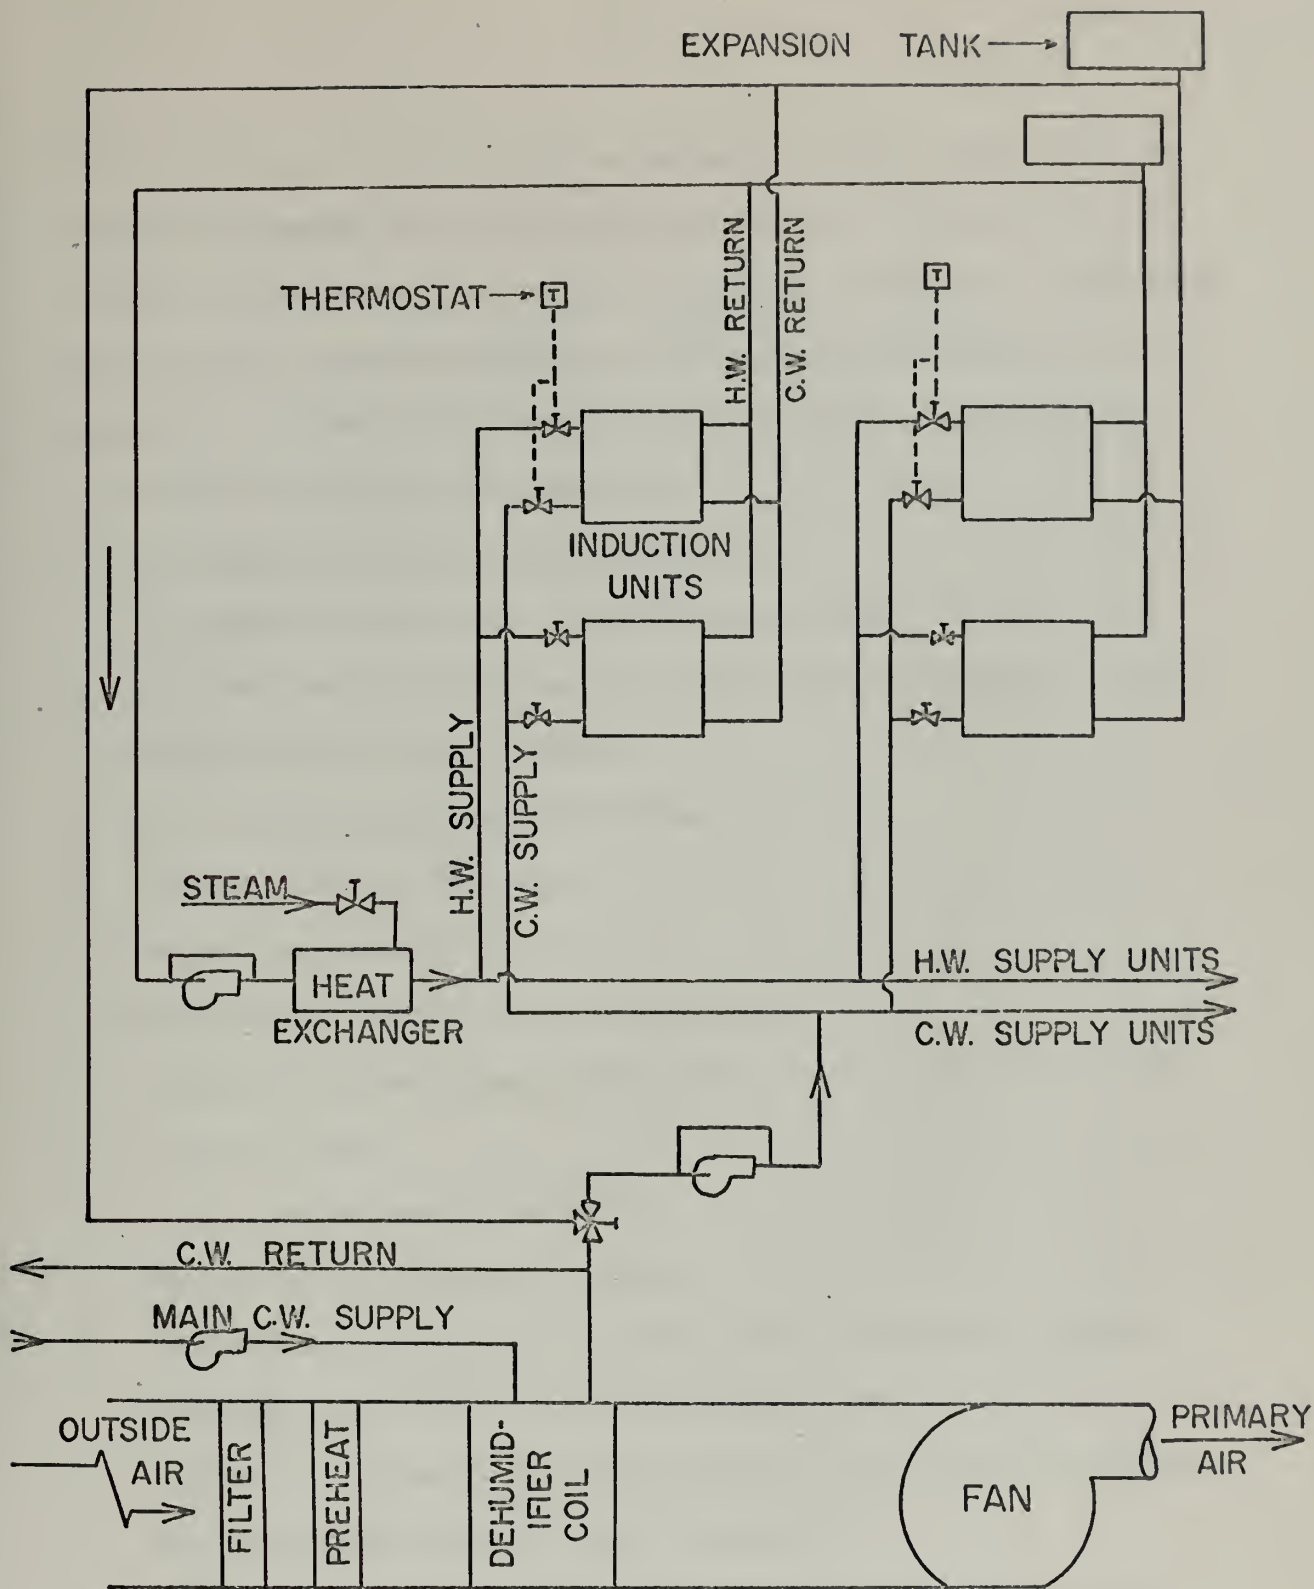 EXPANSION TANK
THERMOSTAT
T
T
H.W. RETURN
C.W. RETURN
INDUCTION
UNITS
H.W. SUPPLY
C.W. SUPPLY
STEAM
HEAT
EXCHANGER
H.W. SUPPLY UNITS
C.W. SUPPLY UNITS
C.W. RETURN
MAIN C.W. SUPPLY
OUTSIDE
AIR
FILTER
PREHEAT
DEHUMID-
IFIER
COIL
FAN
PRIMARY
AIR